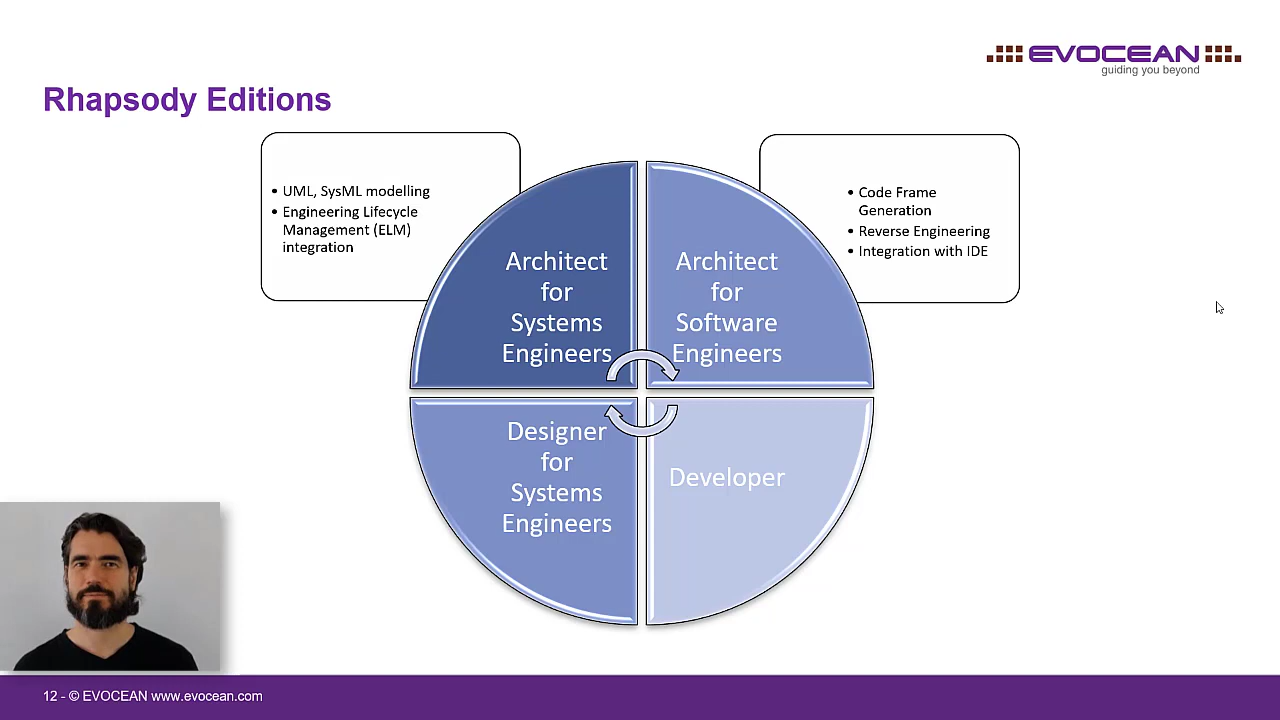 EVOCEAN
guiding you beyond
Rhapsody Editions
• UML, SysML modelling
• Engineering Lifecycle
Management (ELM)
integration
• Code Frame
Generation
• Reverse Engineering
• Integration with IDE
Architect
for
Systems
Engineers
Architect
for
Software
Engineers
Designer
for
Systems
Engineers
Developer
12 - © EVOCEAN www.evocean.com